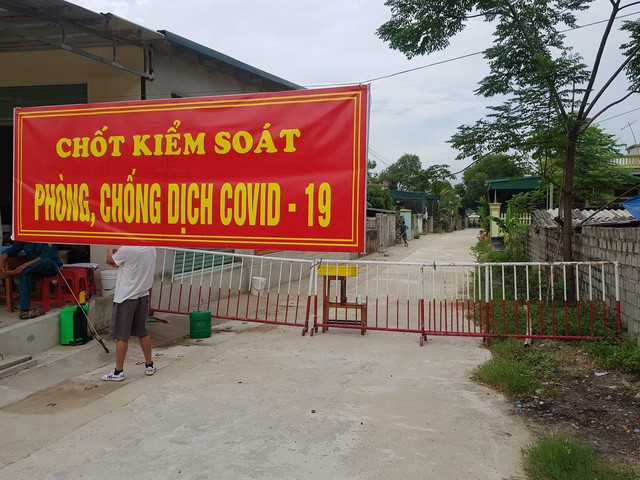 CHỐT KIỂM SOÁT
PHÒNG, CHỐNG DỊCH COVID - 19